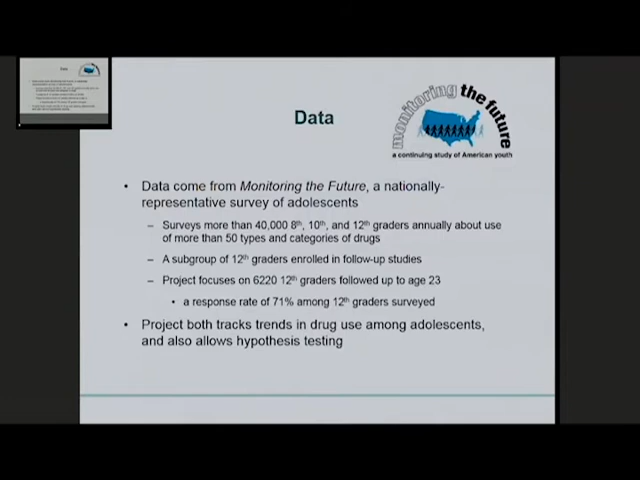 Data
monitoring the future
a continuing study of American youth
• Data come from Monitoring the Future, a nationally-
representative survey of adolescents
– Surveys more than 40,000 8th, 10th, and 12th graders annually about use
of more than 50 types and categories of drugs
– A subgroup of 12th graders enrolled in follow-up studies
– Project focuses on 6220 12th graders followed up to age 23
• a response rate of 71% among 12th graders surveyed
• Project both tracks trends in drug use among adolescents,
and also allows hypothesis testing